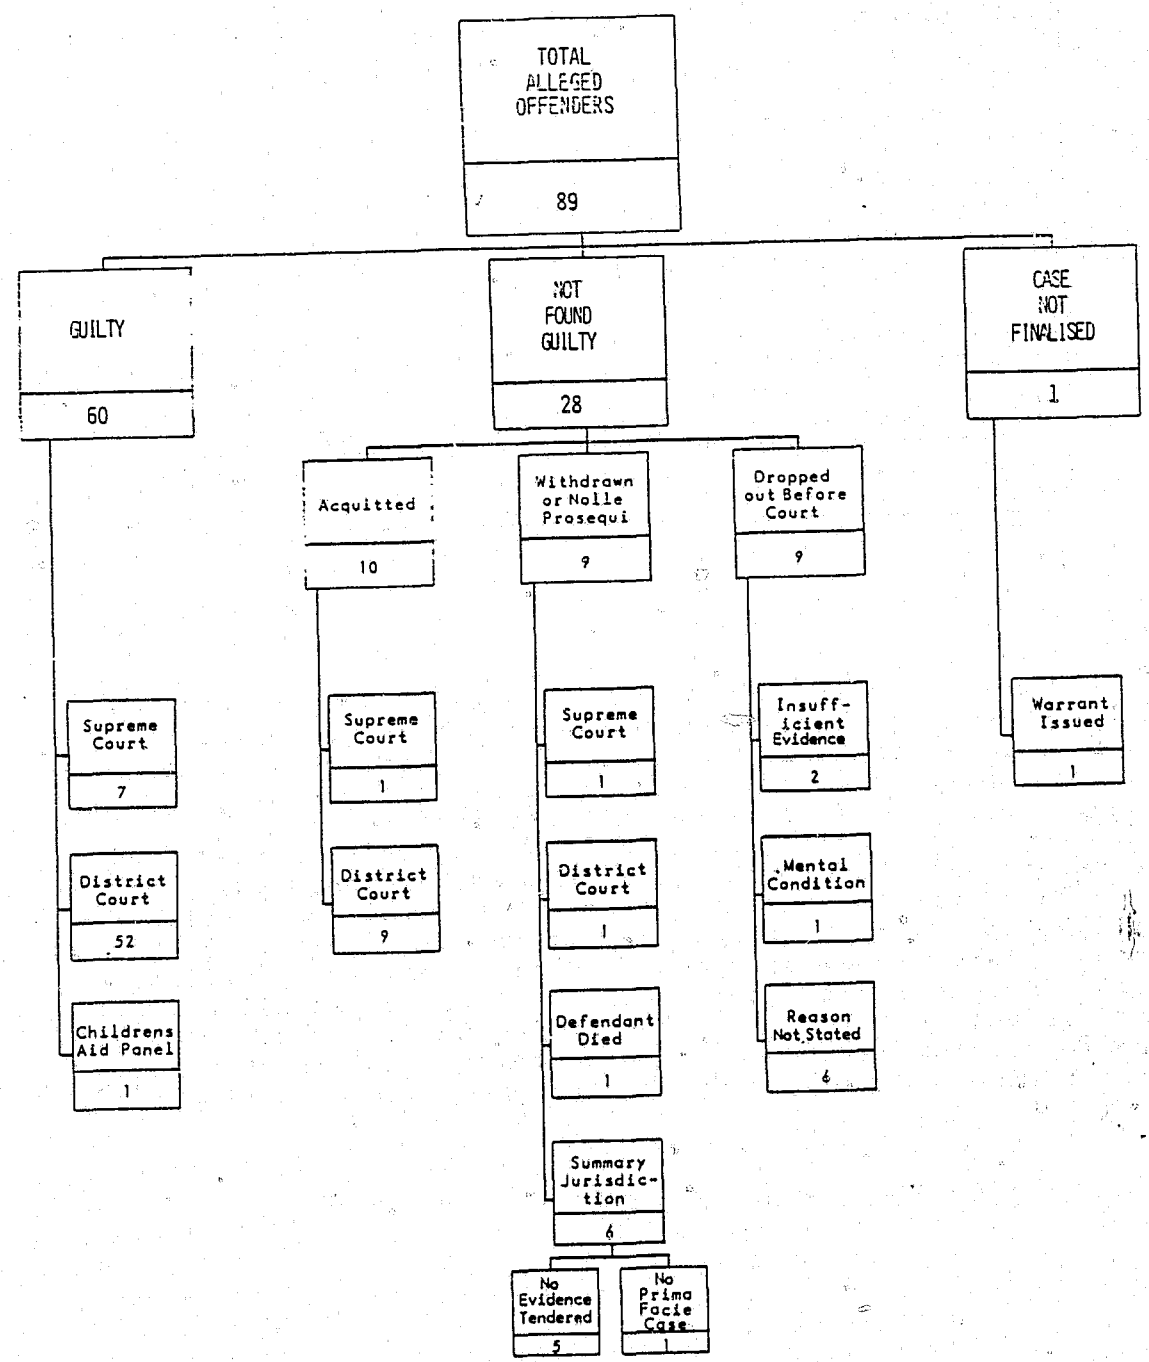 TOTAL
ALLEGED
OFFENDERS
89
GUILTY
60
NOT
FOUND
GUILTY
28
CASE
NOT
FINALISED
1
Acquitted
10
Withdrawn
or Nolle
Prosequi
9
Dropped
out Before
Court
9
Supreme
Court
7
District
Court
52
Childrens
Aid Panel
1
Supreme
Court
1
District
Court
9
Supreme
Court
1
District
Court
1
Defendant
Died
1
Summary
Jurisdic-
tion
6
No
Evidence
Tendered
5
No
Prima
Facie
Case
1
Insuff-
icient
Evidence
2
Mental
Condition
1
Reason
Not Stated
6
Warrant
Issued
1